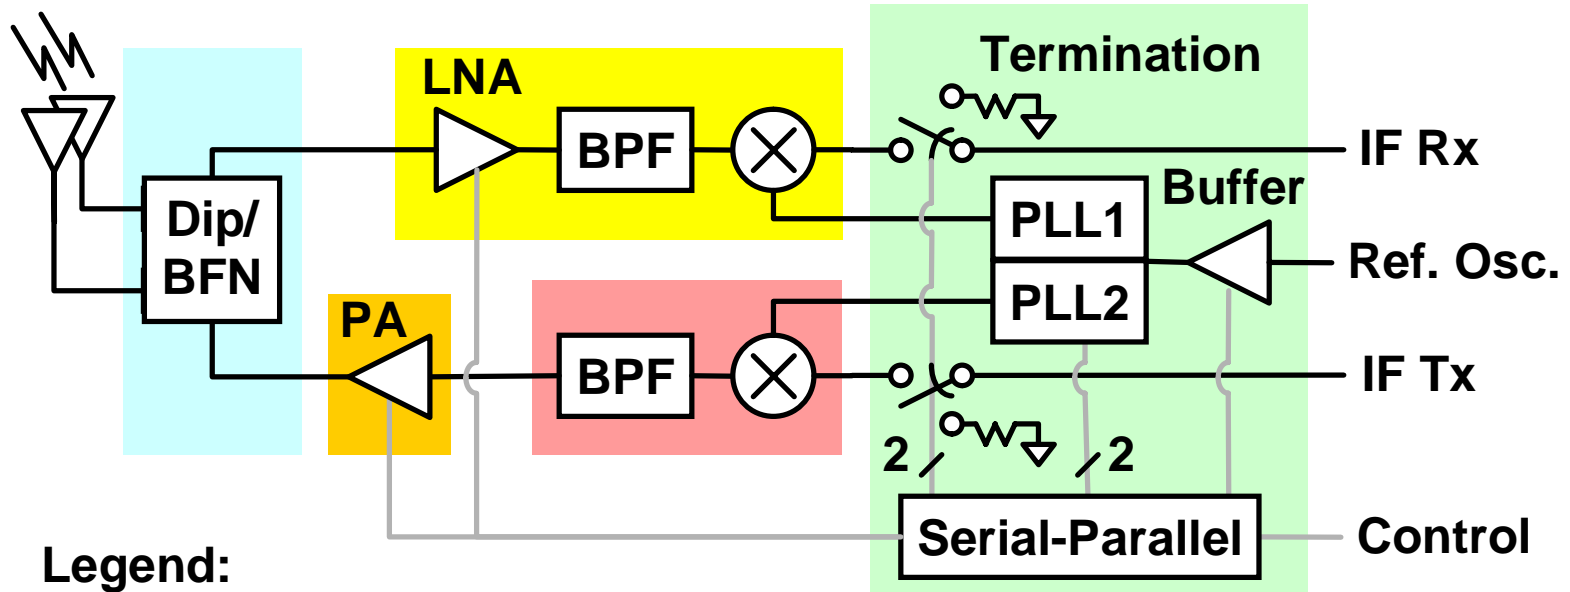 Termination
LNA
BPF
IF Rx
Buffer
Dip/
BFN
PLL1
Ref. Osc.
PLL2
PA
BPF
IF Tx
2
2
Serial-Parallel
Control
Legend: